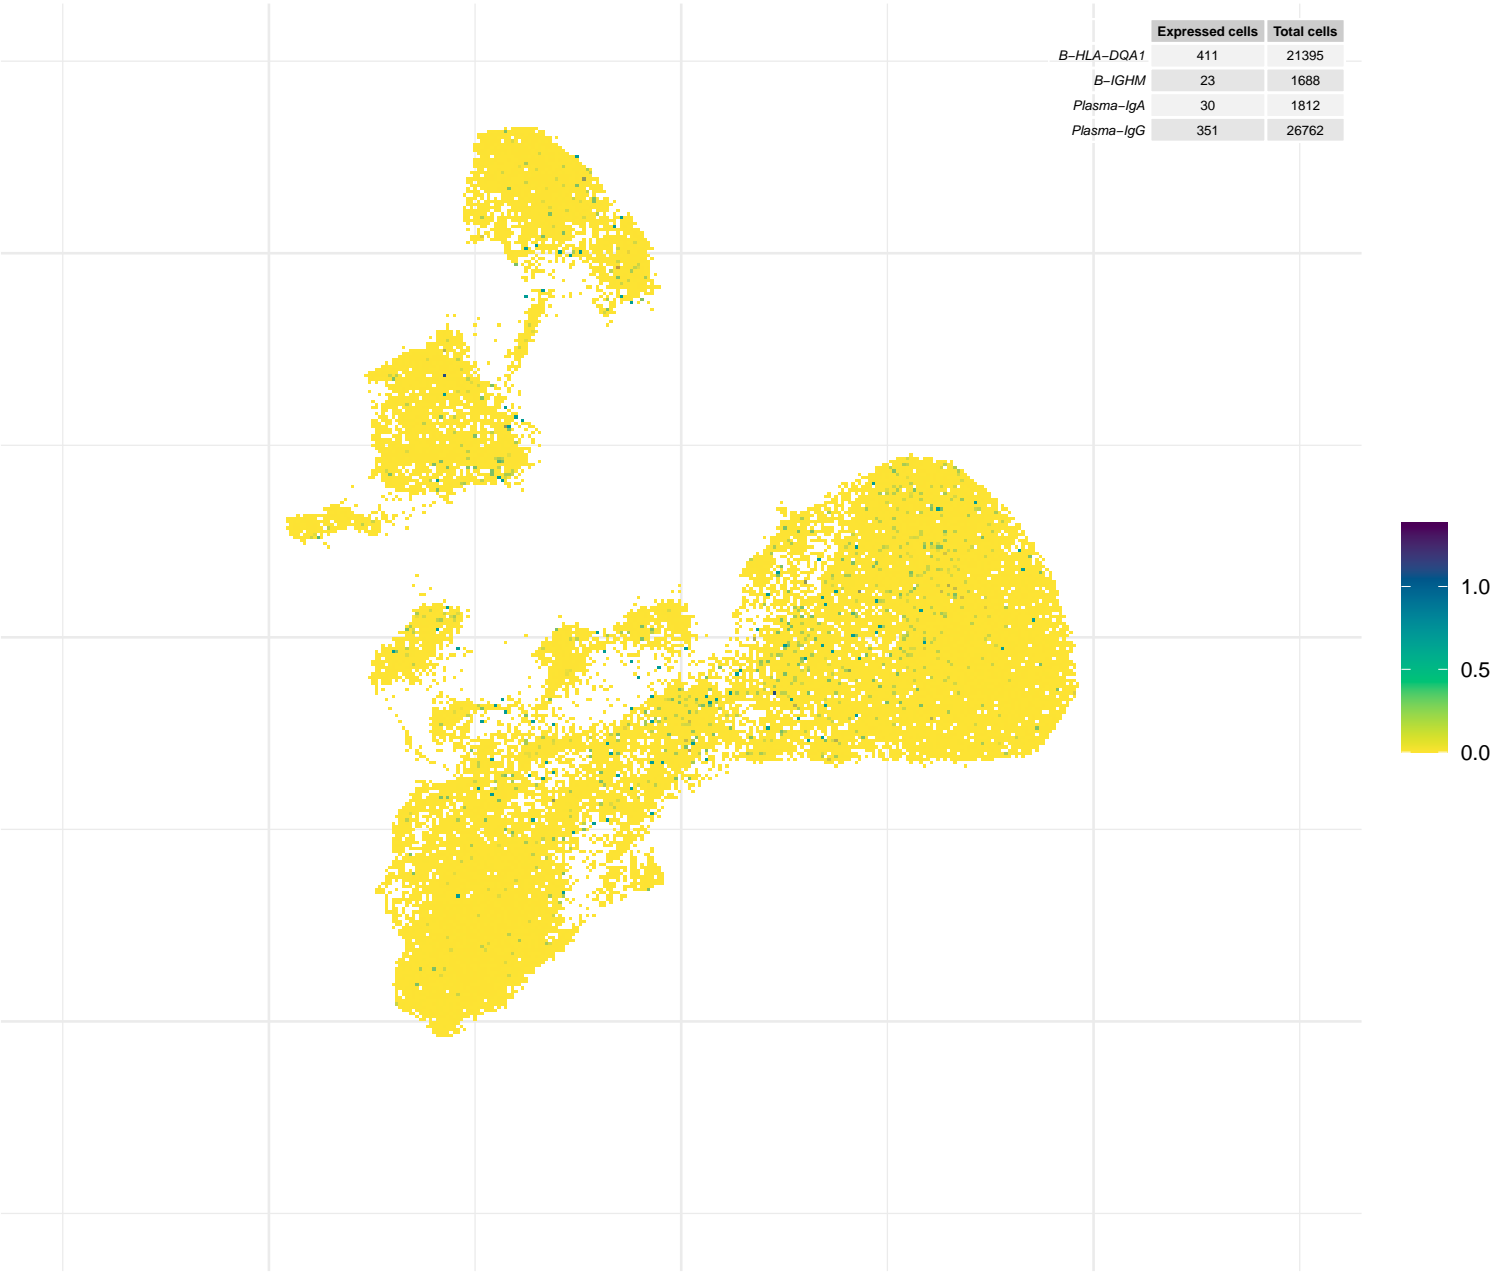 Expressed cells Total cells
B−HLA−DQA1 411 21395
B−IGHM 23 1688
Plasma−IgA 30 1812
Plasma−IgG 351 26762
1.0
0.5
0.0